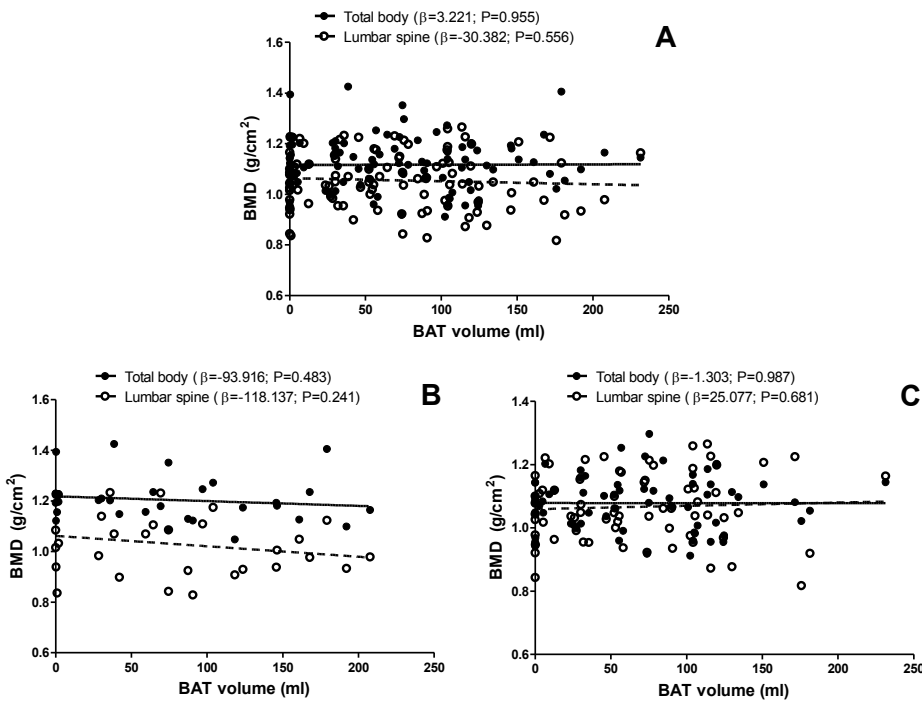 Total body (β=3.221; P=0.955)
Lumbar spine (β=-30.382; P=0.556)
A
BMD (g/cm²)
1.6
1.4
1.2
1.0
0.8
0.6
0 50 100 150 200 250
BAT volume (ml)
Total body (β=-93.916; P=0.483)
Lumbar spine (β=-118.137; P=0.241)
B
BMD (g/cm²)
1.6
1.4
1.2
1.0
0.8
0.6
0 50 100 150 200 250
BAT volume (ml)
Total body (β=-1.303; P=0.987)
Lumbar spine (β=25.077; P=0.681)
C
BMD (g/cm²)
1.4
1.2
1.0
0.8
0.6
0 50 100 150 200 250
BAT volume (ml)